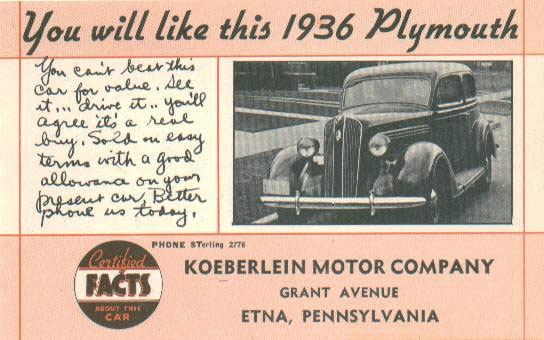 You will like this 1936 Plymouth
You can't beat this
car for value. See
it... drive it.. you'll
agree it's a real
buy. Sold on easy
terms with a good
allowance on your
present car. Better
phone us today.
PHONE STerling 2776
Certified
FACTS
ABOUT THIS
CAR
KOEBERLEIN MOTOR COMPANY
GRANT AVENUE
ETNA, PENNSYLVANIA